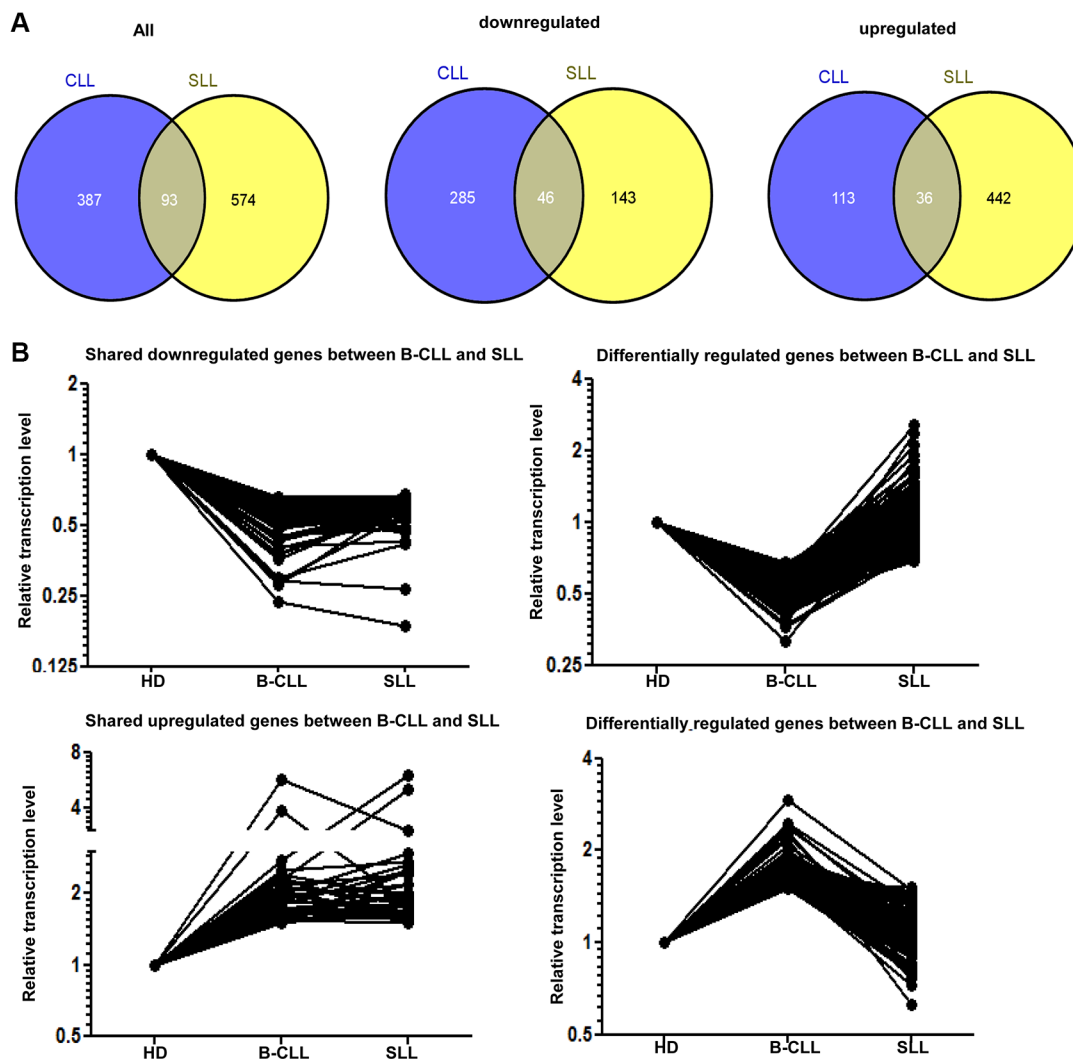 A
All
downregulated
upregulated
CLL
SLL
CLL
SLL
CLL
SLL
387
93
574
285
46
143
113
36
442
B
Shared downregulated genes between B-CLL and SLL
Relative transcription level
2
1
0.5
0.25
0.125
HD
B-CLL
SLL
Differentially regulated genes between B-CLL and SLL
Relative transcription level
4
2
1
0.5
0.25
HD
B-CLL
SLL
Shared upregulated genes between B-CLL and SLL
Relative transcription level
8
4
2
1
0.5
HD
B-CLL
SLL
Differentially regulated genes between B-CLL and SLL
Relative transcription level
4
2
1
0.5
HD
B-CLL
SLL